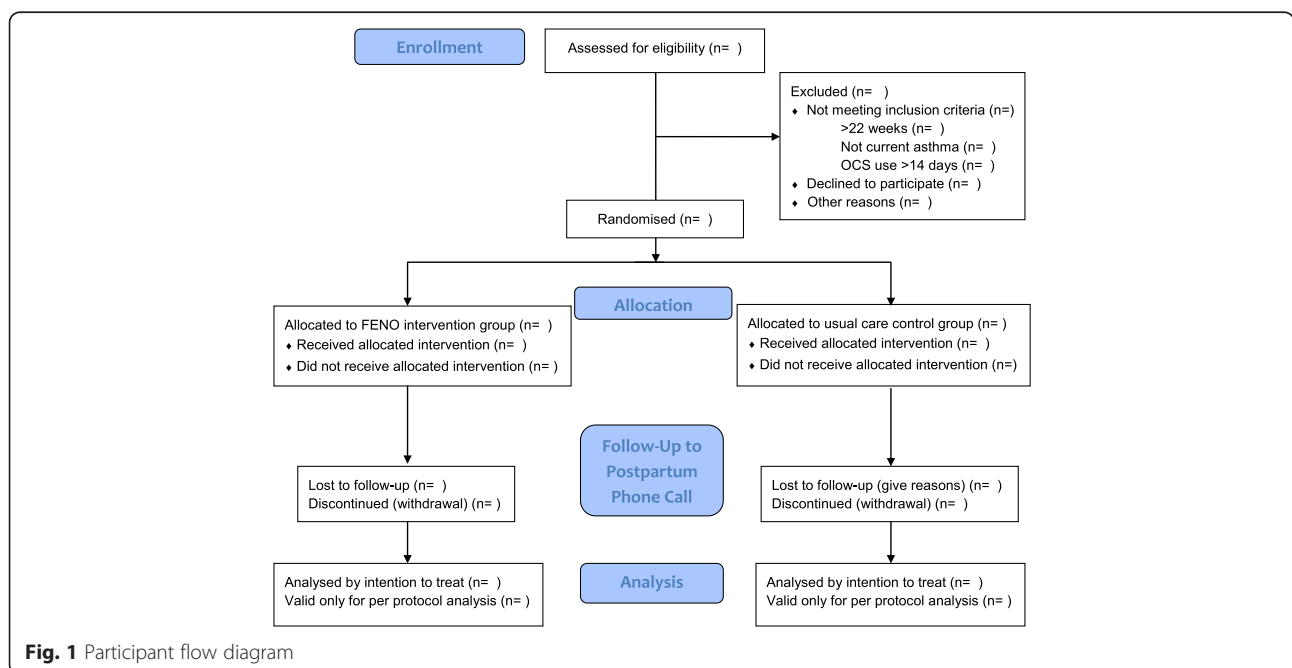 Enrollment
Assessed for eligibility (n=  )
Excluded (n=   )
♦ Not meeting inclusion criteria (n=)
>22 weeks (n=  )
Not current asthma (n=  )
OCS use >14 days (n=  )
♦ Declined to participate (n=  )
♦ Other reasons (n=  )
Randomised (n=  )
Allocation
Allocated to FENO intervention group (n=  )
♦ Received allocated intervention (n=  )
♦ Did not receive allocated intervention (n= )
Allocated to usual care control group (n=  )
♦ Received allocated intervention (n=  )
♦ Did not receive allocated intervention (n=)
Follow-Up to
Postpartum
Phone Call
Lost to follow-up (n=  )
Discontinued (withdrawal) (n= )
Lost to follow-up (give reasons) (n=  )
Discontinued (withdrawal) (n=  )
Analysis
Analysed by intention to treat (n=  )
Valid only for per protocol analysis (n= )
Analysed by intention to treat (n=  )
Valid only for per protocol analysis (n=  )
Fig. 1 Participant flow diagram